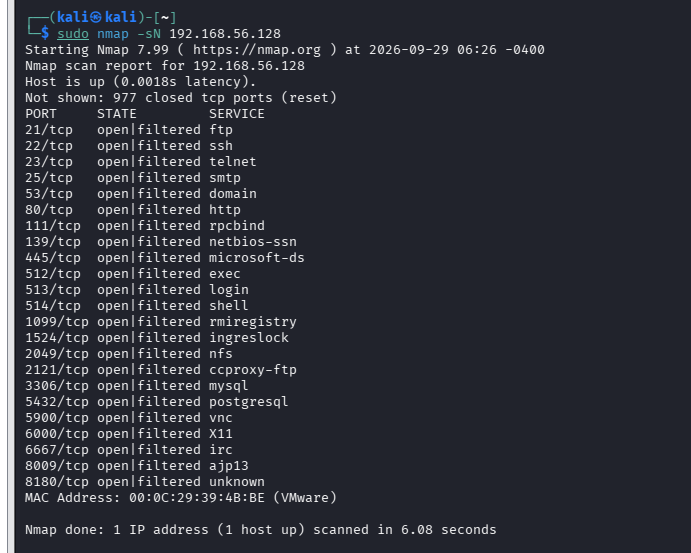 ┌──(kali㉿kali)-[~]
└─$ sudo nmap -sN 192.168.56.128
Starting Nmap 7.99 ( https://nmap.org ) at 2026-09-29 06:26 -0400
Nmap scan report for 192.168.56.128
Host is up (0.0018s latency).
Not shown: 977 closed tcp ports (reset)
PORT     STATE         SERVICE
21/tcp   open|filtered ftp
22/tcp   open|filtered ssh
23/tcp   open|filtered telnet
25/tcp   open|filtered smtp
53/tcp   open|filtered domain
80/tcp   open|filtered http
111/tcp  open|filtered rpcbind
139/tcp  open|filtered netbios-ssn
445/tcp  open|filtered microsoft-ds
512/tcp  open|filtered exec
513/tcp  open|filtered login
514/tcp  open|filtered shell
1099/tcp open|filtered rmiregistry
1524/tcp open|filtered ingreslock
2049/tcp open|filtered nfs
2121/tcp open|filtered ccproxy-ftp
3306/tcp open|filtered mysql
5432/tcp open|filtered postgresql
5900/tcp open|filtered vnc
6000/tcp open|filtered X11
6667/tcp open|filtered irc
8009/tcp open|filtered ajp13
8180/tcp open|filtered unknown
MAC Address: 00:0C:29:39:4B:BE (VMware)

Nmap done: 1 IP address (1 host up) scanned in 6.08 seconds